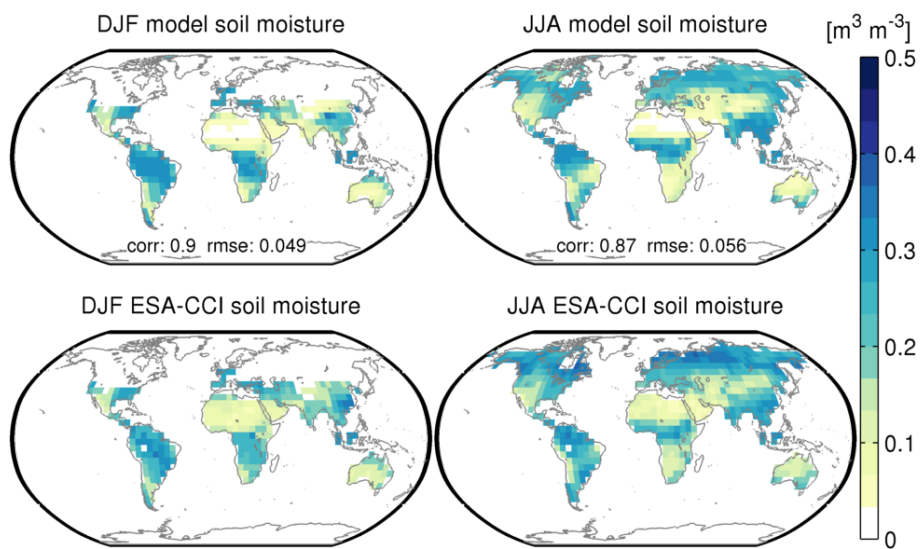 DJF model soil moisture
JJA model soil moisture
[m³ m⁻³]
corr: 0.9 rmse: 0.049
corr: 0.87 rmse: 0.056
DJF ESA-CCI soil moisture
JJA ESA-CCI soil moisture
0.5
0.4
0.3
0.2
0.1
0